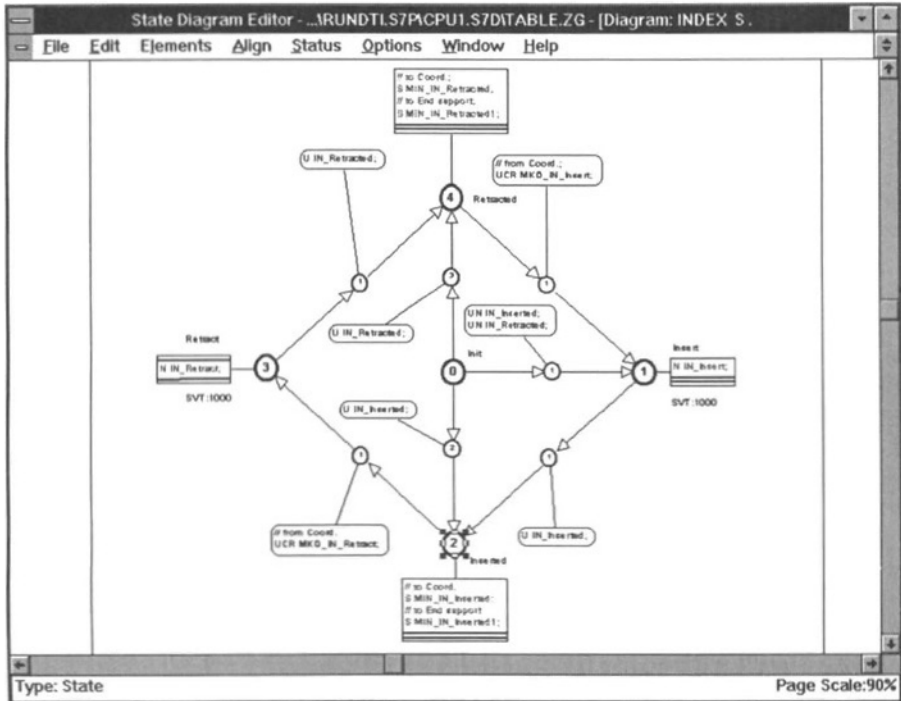 State Diagram Editor - ...\RUNDTI.S7P\CPU1.S7D\TABLE.ZG - [Diagram: INDEX_S .
File Edit Elements Align Status Options Window Help
// to Coord.;
S MIN_IN_Retracted,
// to End support,
S MIN_IN_Retracted1;
U IN_Retracted;
// from Coord.;
UCR MKO_IN_Insert;
4
Retracted
1
3
1
U IN_Retracted;
UN IN_Inserted;
UN IN_Retracted;
Retract
N IN_Retract;
SVT:1000
3
Init
0
1
1
Insert
N IN_Insert;
SVT:1000
U IN_Inserted;
2
1
1
// from Coord.
UCR MKO_IN_Retract;
U IN_Inserted,
2
Inserted
// to Coord.
S MIN_IN_Inserted;
// to End support
S MIN_IN_Inserted1;
Type: State
Page Scale:90%